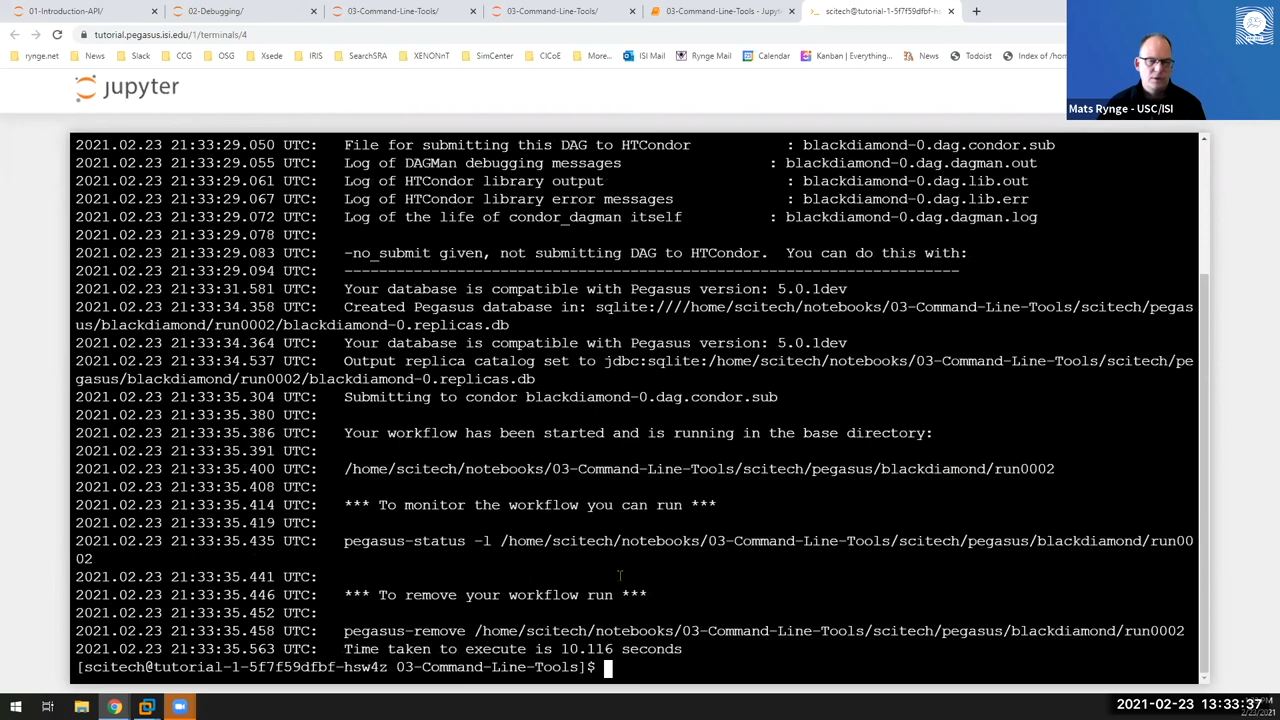 01-Introduction-API/
02-Debugging/
03-Command-Line-Tools/
03-Command-Line-Tools/
03-Command-Line-Tools - Jupyte
scitech@tutorial-1-5f7f59dfbf-hs
tutorial.pegasus.isi.edu/1/terminals/4
rynge.net
News
Slack
CCG
OSG
Xsede
IRIS
SearchSRA
XENONnT
SimCenter
CICoE
More...
ISI Mail
Rynge Mail
Calendar
Kanban | Everything...
News
Todoist
Index of /hom
Mats Rynge - USC/ISI
jupyter
2021.02.23 21:33:29.050 UTC: File for submitting this DAG to HTCondor : blackdiamond-0.dag.condor.sub
2021.02.23 21:33:29.055 UTC: Log of DAGMan debugging messages : blackdiamond-0.dag.dagman.out
2021.02.23 21:33:29.061 UTC: Log of HTCondor library output : blackdiamond-0.dag.lib.out
2021.02.23 21:33:29.067 UTC: Log of HTCondor library error messages : blackdiamond-0.dag.lib.err
2021.02.23 21:33:29.072 UTC: Log of the life of condor_dagman itself : blackdiamond-0.dag.dagman.log
2021.02.23 21:33:29.078 UTC:
2021.02.23 21:33:29.083 UTC: -no_submit given, not submitting DAG to HTCondor. You can do this with:
2021.02.23 21:33:29.094 UTC: -----------------------------------------------------------------------
2021.02.23 21:33:31.581 UTC: Your database is compatible with Pegasus version: 5.0.1dev
2021.02.23 21:33:34.358 UTC: Created Pegasus database in: sqlite:////home/scitech/notebooks/03-Command-Line-Tools/scitech/pegas
us/blackdiamond/run0002/blackdiamond-0.replicas.db
2021.02.23 21:33:34.364 UTC: Your database is compatible with Pegasus version: 5.0.1dev
2021.02.23 21:33:34.537 UTC: Output replica catalog set to jdbc:sqlite:/home/scitech/notebooks/03-Command-Line-Tools/scitech/pe
gasus/blackdiamond/run0002/blackdiamond-0.replicas.db
2021.02.23 21:33:35.304 UTC: Submitting to condor blackdiamond-0.dag.condor.sub
2021.02.23 21:33:35.380 UTC:
2021.02.23 21:33:35.386 UTC: Your workflow has been started and is running in the base directory:
2021.02.23 21:33:35.391 UTC:
2021.02.23 21:33:35.400 UTC: /home/scitech/notebooks/03-Command-Line-Tools/scitech/pegasus/blackdiamond/run0002
2021.02.23 21:33:35.408 UTC:
2021.02.23 21:33:35.414 UTC: *** To monitor the workflow you can run ***
2021.02.23 21:33:35.419 UTC:
2021.02.23 21:33:35.435 UTC: pegasus-status -l /home/scitech/notebooks/03-Command-Line-Tools/scitech/pegasus/blackdiamond/run00
02
2021.02.23 21:33:35.441 UTC:
2021.02.23 21:33:35.446 UTC: *** To remove your workflow run ***
2021.02.23 21:33:35.452 UTC:
2021.02.23 21:33:35.458 UTC: pegasus-remove /home/scitech/notebooks/03-Command-Line-Tools/scitech/pegasus/blackdiamond/run0002
2021.02.23 21:33:35.563 UTC: Time taken to execute is 10.116 seconds
[scitech@tutorial-1-5f7f59dfbf-hsw4z 03-Command-Line-Tools]$
2021-02-23 13:33:37